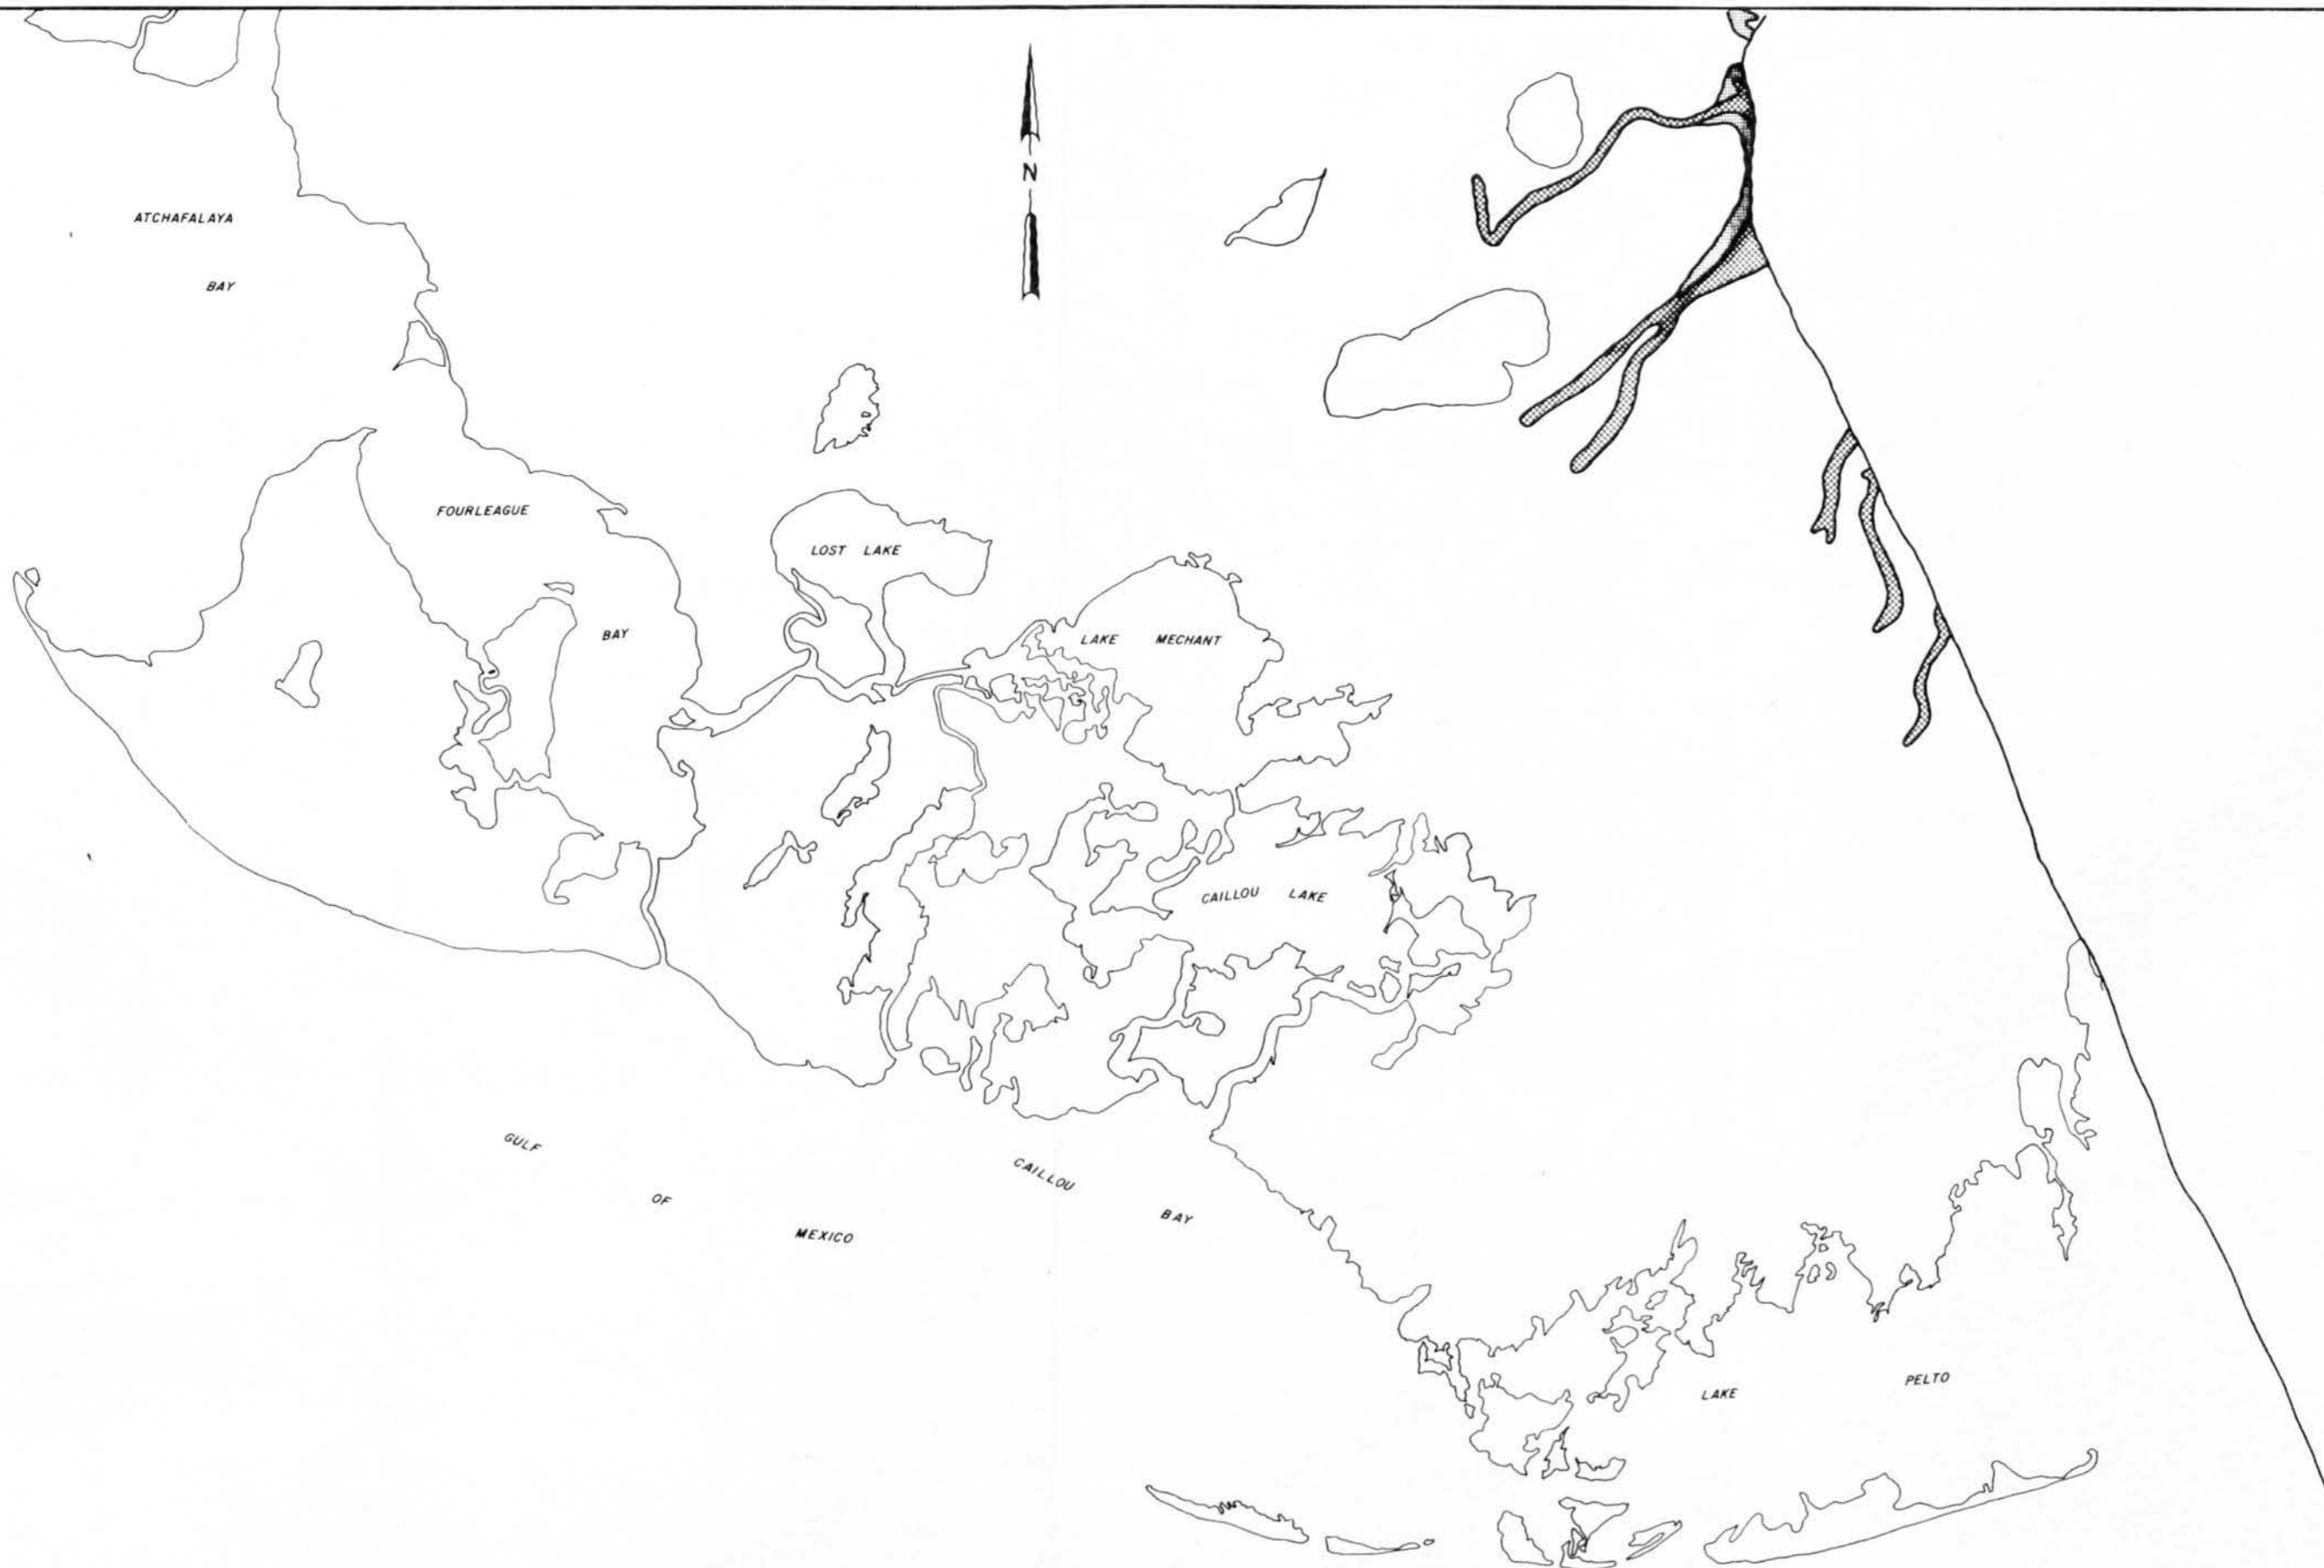 ATCHAFALAYA
BAY
N
FOURLEAGUE
BAY
LOST LAKE
LAKE MECHANT
CAILLOU LAKE
GULF
OF
MEXICO
CAILLOU
BAY
LAKE
PELTO